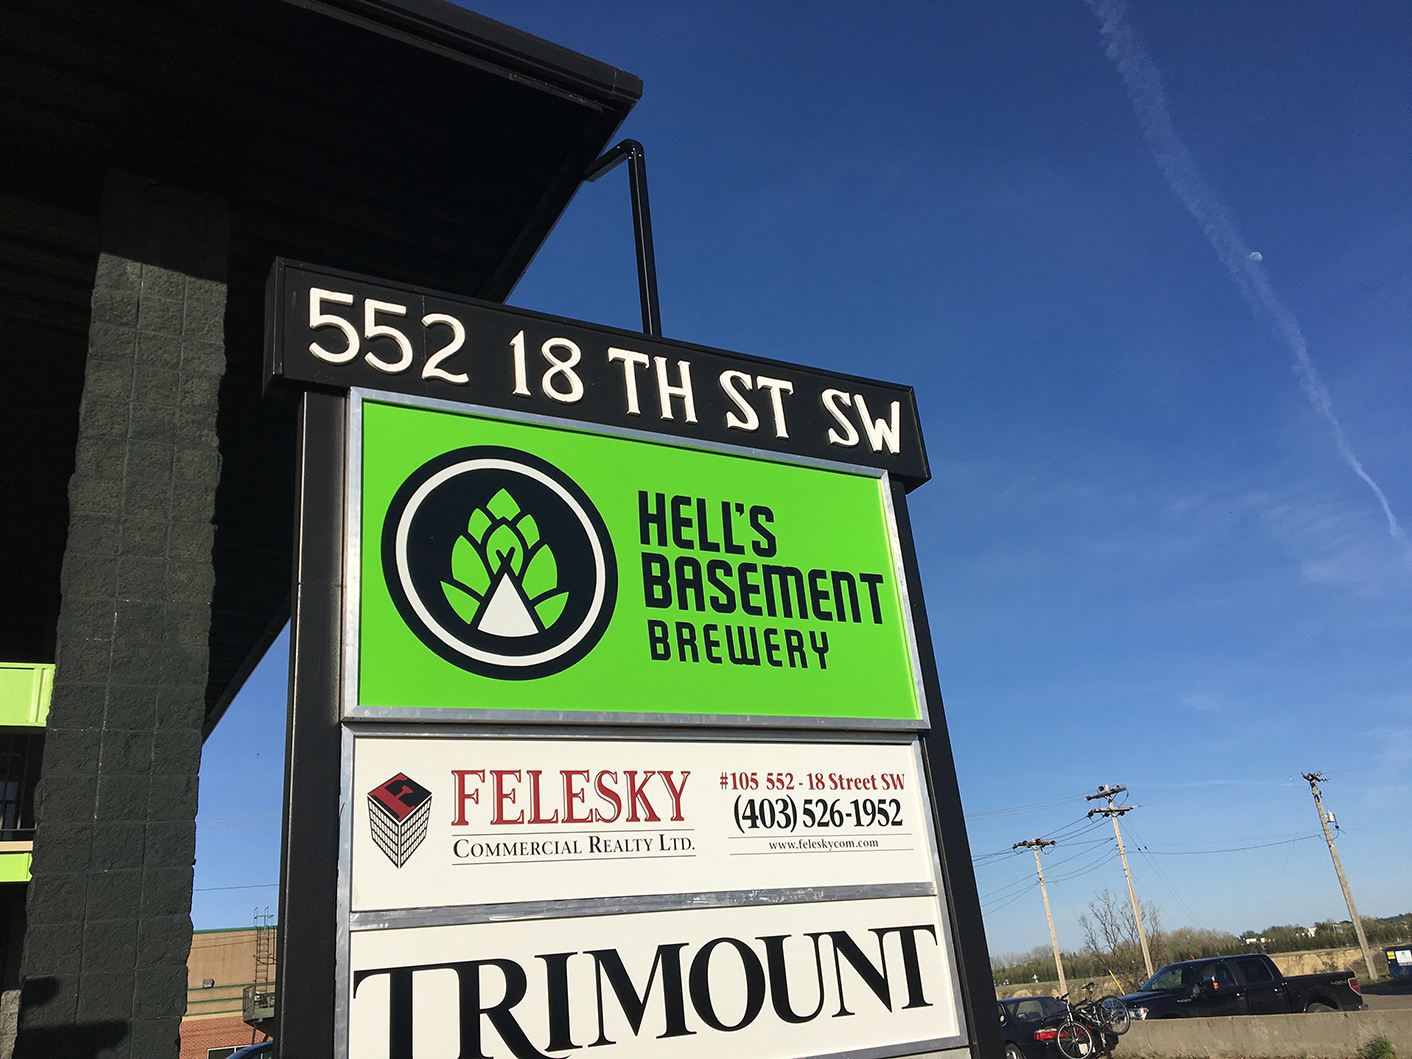 552 18 TH ST SW
HELL'S
BASEMENT
BREWERY
F
FELESKY
COMMERCIAL REALTY LTD.
#105 552 - 18 Street SW
(403) 526-1952
www.feleskycom.com
TRIMOUNT